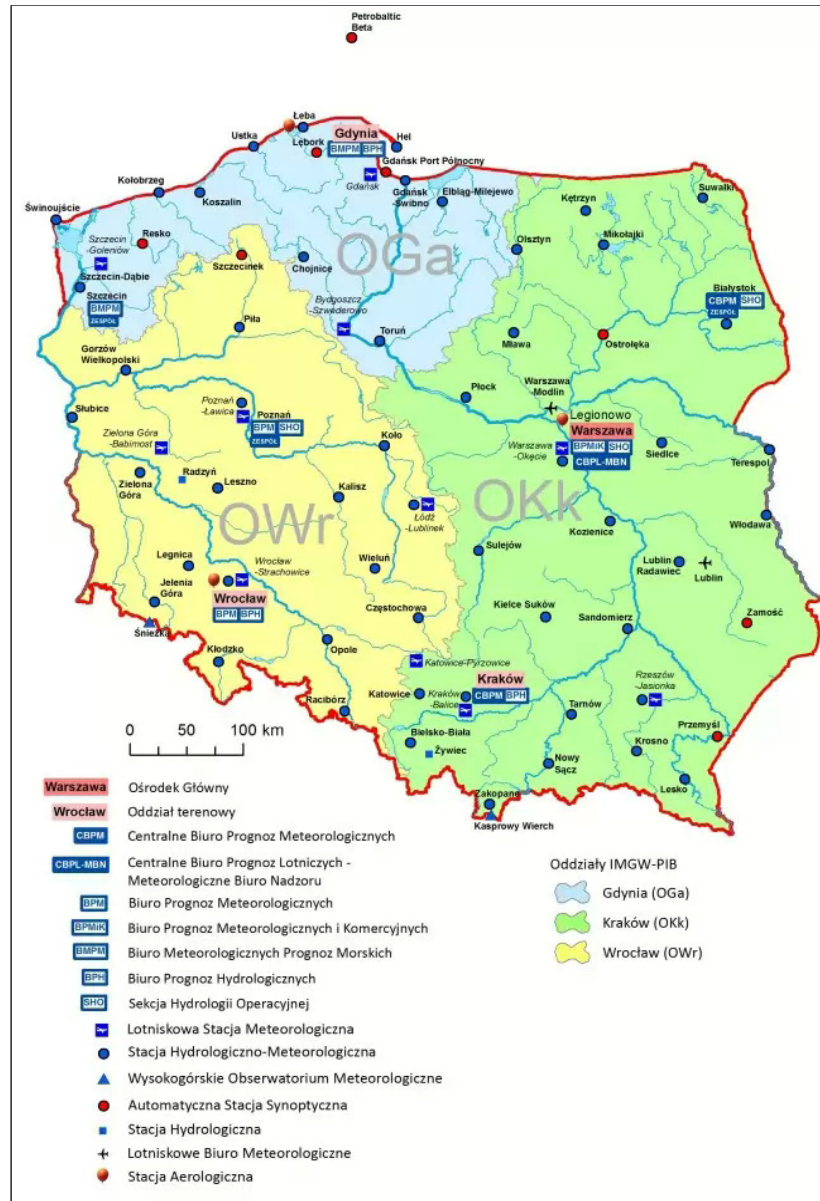 Petrobaltic
Beta
Łeba
Ustka
Lębork
Gdynia
BMPM BPH
Hel
Gdańsk Port Północny
Gdańsk
Gdańsk
-Świbno
Elbląg-Milejewo
Kołobrzeg
Koszalin
Świnoujście
Resko
Szczecin
-Goleniów
Szczecin-Dąbie
Szczecin
BMPM
ZESPÓŁ
Szczecinek
Chojnice
OGa
Bydgoszcz
-Szwederowo
Toruń
Piła
Kętrzyn
Suwałki
Mikołajki
Olsztyn
Białystok
CBPM SHO
ZESPÓŁ
Mława
Ostrołęka
Gorzów
Wielkopolski
Słubice
Poznań
-Ławica
Poznań
BPM SHO
ZESPÓŁ
Zielona Góra
-Babimost
Zielona
Góra
Radzyń
Leszno
Koło
Kalisz
Płock
Warszawa
-Modlin
Legionowo
Warszawa
BPMiK SHO
CBPL-MBN
Warszawa
-Okęcie
Siedlce
Terespol
Włodawa
OWr
OKk
Łódź
-Lublinek
Kozienice
Sulejów
Lublin
Radawiec
Lublin
Legnica
Jelenia
Góra
Śnieżka
Wrocław
-Strachowice
Wrocław
BPM BPH
Wieluń
Częstochowa
Kielce Suków
Sandomierz
Zamość
Kłodzko
Opole
Racibórz
Katowice-Pyrzowice
Katowice
Kraków
CBPM BPH
Kraków
-Balice
Tarnów
Rzeszów
-Jasionka
Przemyśl
Bielsko-Biała
Żywiec
Nowy
Sącz
Krosno
Lesko
Zakopane
Kasprowy Wierch
0 50 100 km
Warszawa Ośrodek Główny
Wrocław Oddział terenowy
CBPM Centralne Biuro Prognoz Meteorologicznych
CBPL-MBN Centralne Biuro Prognoz Lotniczych -
Meteorologiczne Biuro Nadzoru
BPM Biuro Prognoz Meteorologicznych
BPMiK Biuro Prognoz Meteorologicznych i Komercyjnych
BMPM Biuro Meteorologicznych Prognoz Morskich
BPH Biuro Prognoz Hydrologicznych
SHO Sekcja Hydrologii Operacyjnej
Lotniskowa Stacja Meteorologiczna
Stacja Hydrologiczno-Meteorologiczna
Wysokogórskie Obserwatorium Meteorologiczne
Automatyczna Stacja Synoptyczna
Stacja Hydrologiczna
Lotniskowe Biuro Meteorologiczne
Stacja Aerologiczna
Oddziały IMGW-PIB
Gdynia (OGa)
Kraków (OKk)
Wrocław (OWr)